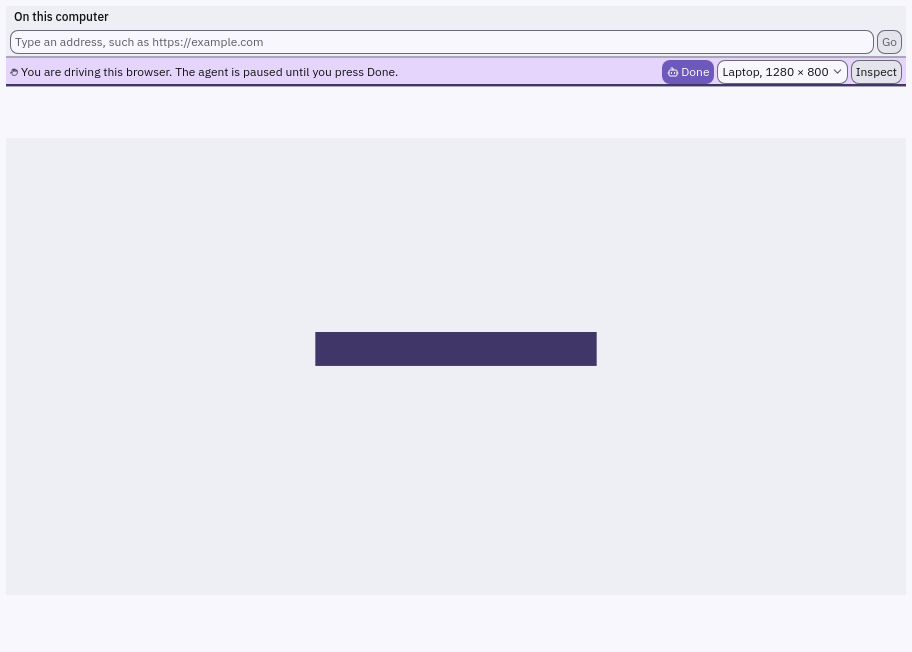 On this computer
Type an address, such as https://example.com
Go
You are driving this browser. The agent is paused until you press Done.
Done
Laptop, 1280 × 800
Inspect